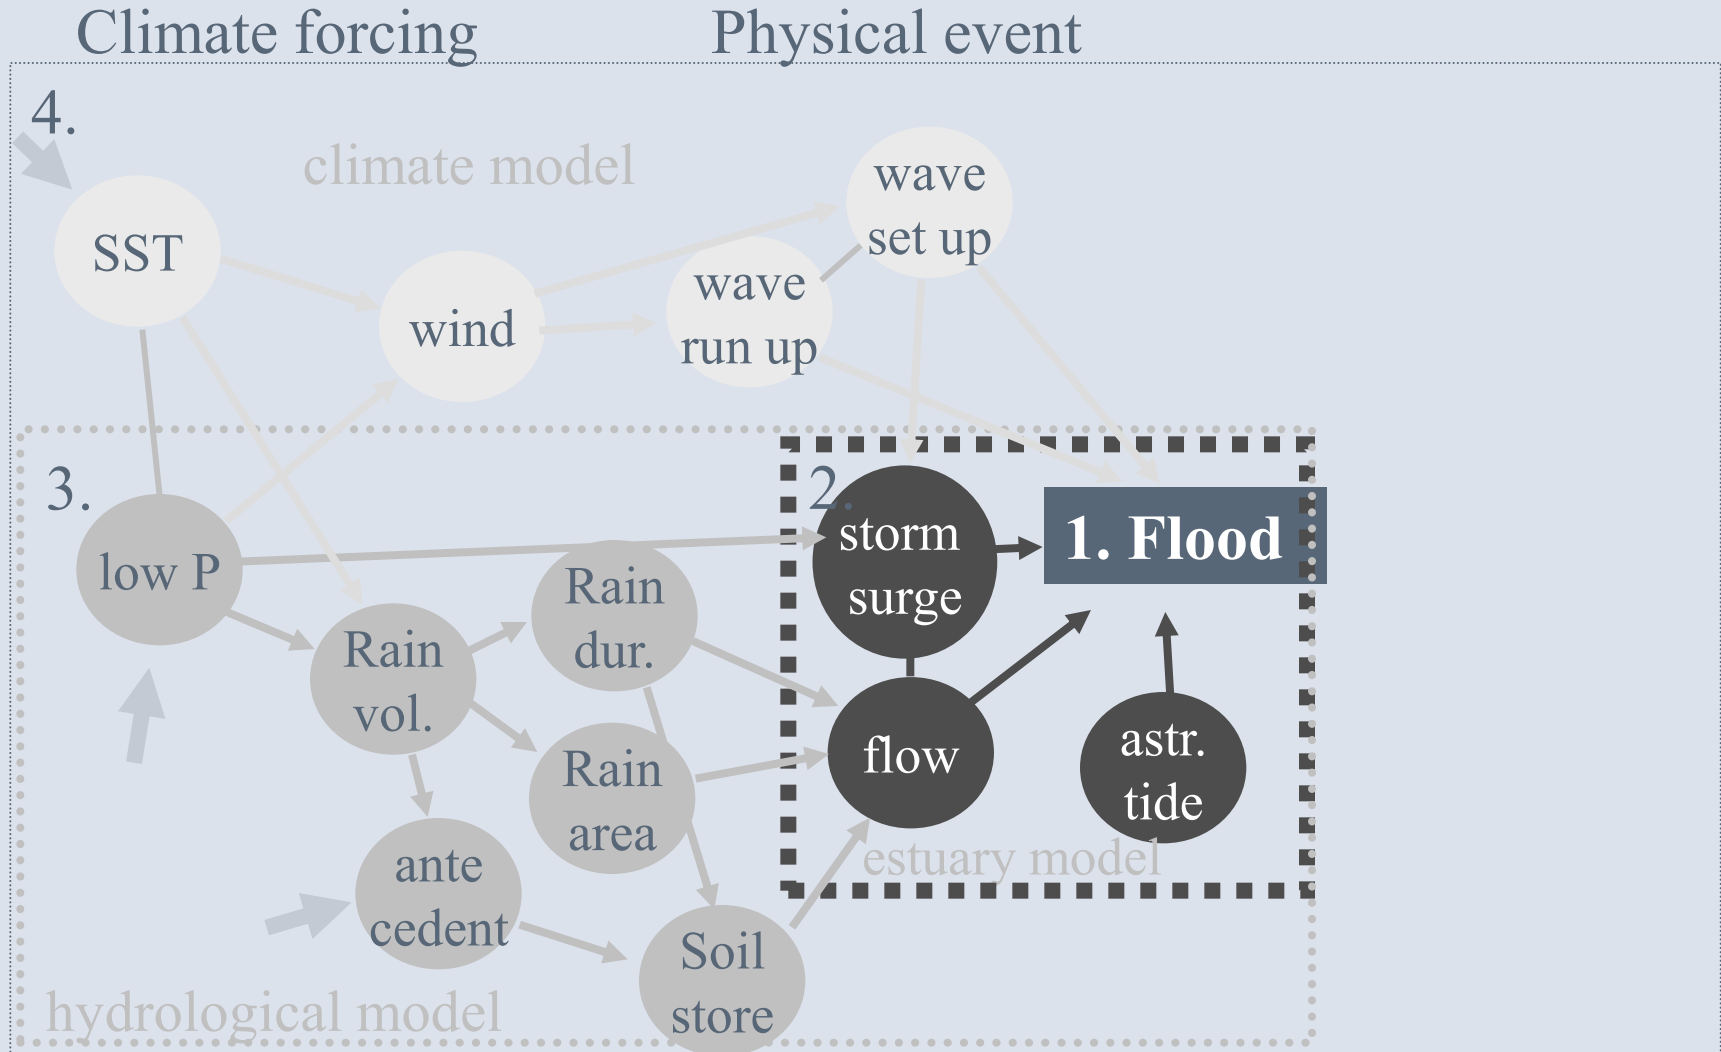 Climate forcing
Physical event
4.
climate model
wave
set up
SST
wave
run up
wind
3.
2.
storm
surge
1. Flood
low P
Rain
dur.
Rain
vol.
flow
astr.
tide
Rain
area
estuary model
ante
cedent
Soil
store
hydrological model